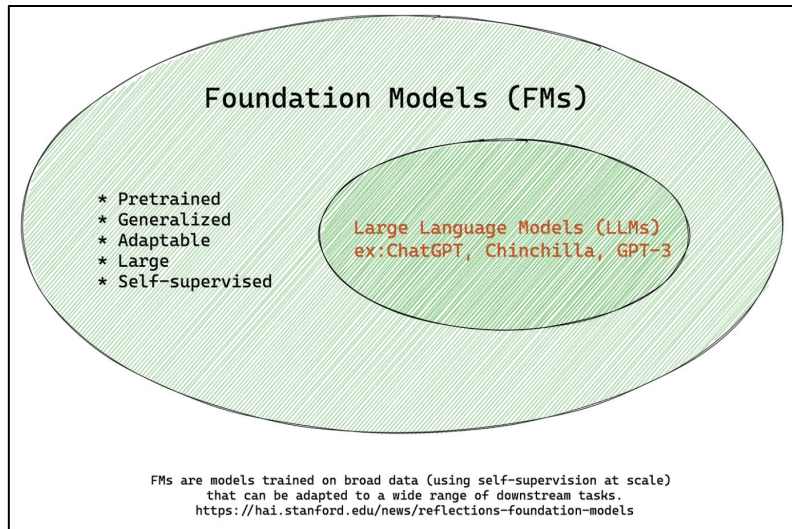 Foundation Models (FMs)
* Pretrained
* Generalized
* Adaptable
* Large
* Self-supervised
Large Language Models (LLMs)
ex:ChatGPT, Chinchilla, GPT-3
FMs are models trained on broad data (using self-supervision at scale)
that can be adapted to a wide range of downstream tasks.
https://hai.stanford.edu/news/reflections-foundation-models